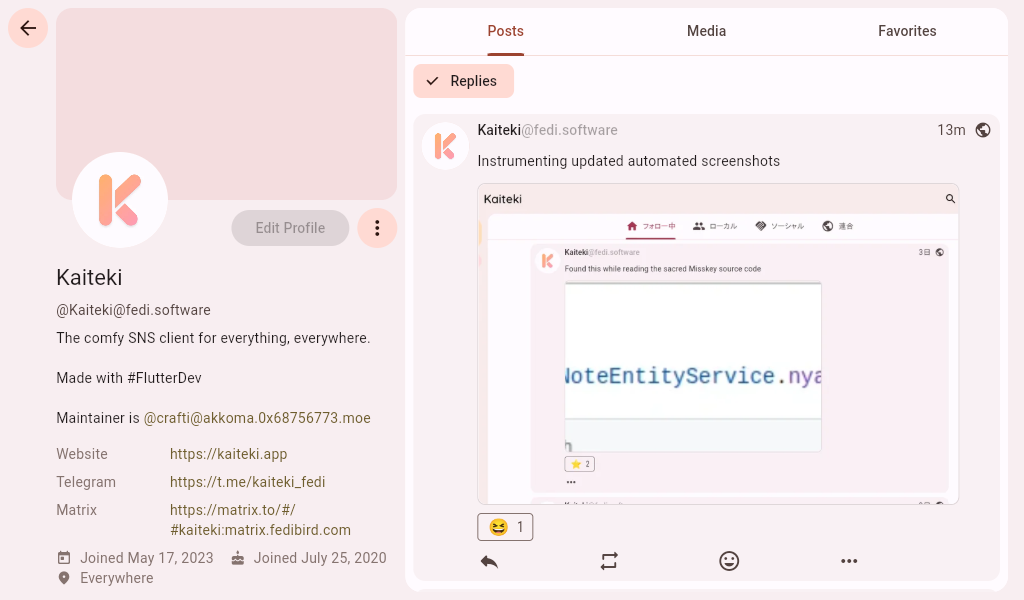 Posts
Media
Favorites
Replies
Edit Profile
Kaiteki
@Kaiteki@fedi.software
The comfy SNS client for everything, everywhere.
Made with #FlutterDev
Maintainer is @crafti@akkoma.0x68756773.moe
Website https://kaiteki.app
Telegram https://t.me/kaiteki_fedi
Matrix https://matrix.to/#/
#kaiteki:matrix.fedibird.com
Joined May 17, 2023 Joined July 25, 2020
Everywhere
Kaiteki@fedi.software 13m
Instrumenting updated automated screenshots
Kaiteki
フォロー中 ローカル ソーシャル 連合
Kaiteki@fedi.software 3日
Found this while reading the sacred Misskey source code
NoteEntityService.nya
2
1